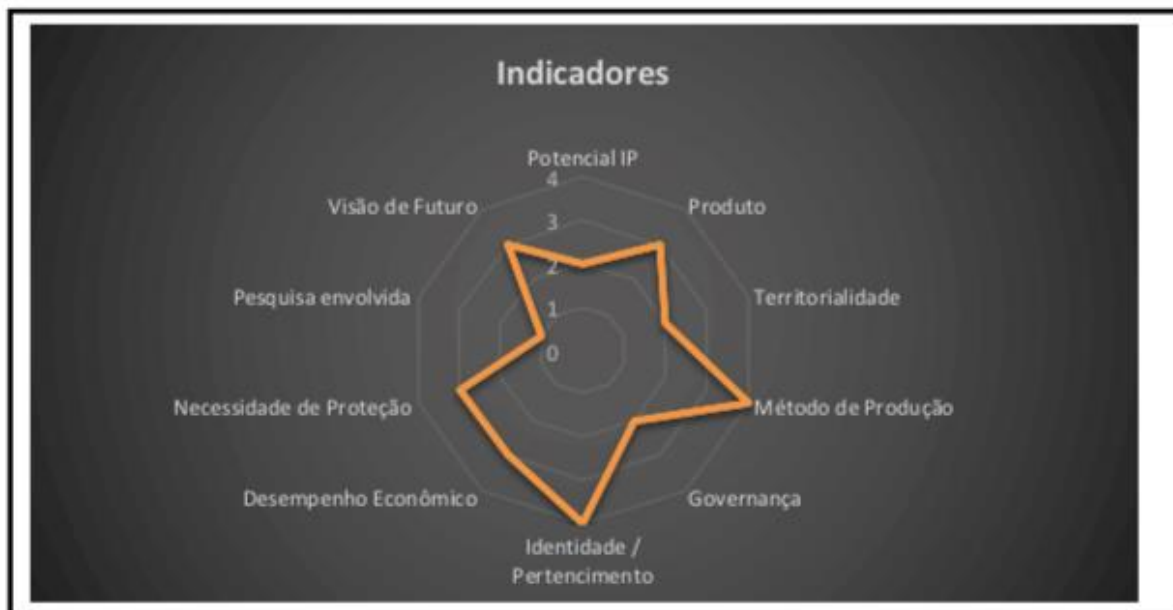 Indicadores
Potencial IP
4
Visão de Futuro
Produto
3
2
Pesquisa envolvida
Territorialidade
1
0
Necessidade de Proteção
Método de Produção
Desempenho Econômico
Governança
Identidade /
Pertencimento